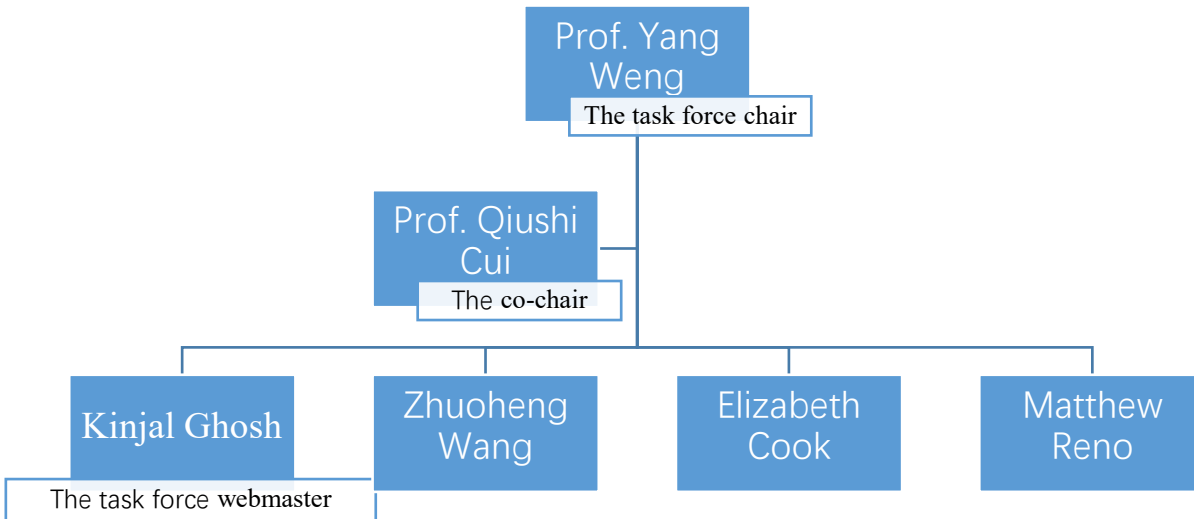 Prof. Yang
Weng
The task force chair
Prof. Qiushi
Cui
The co-chair
Kinjal Ghosh
The task force webmaster
Zhuoheng
Wang
Elizabeth
Cook
Matthew
Reno